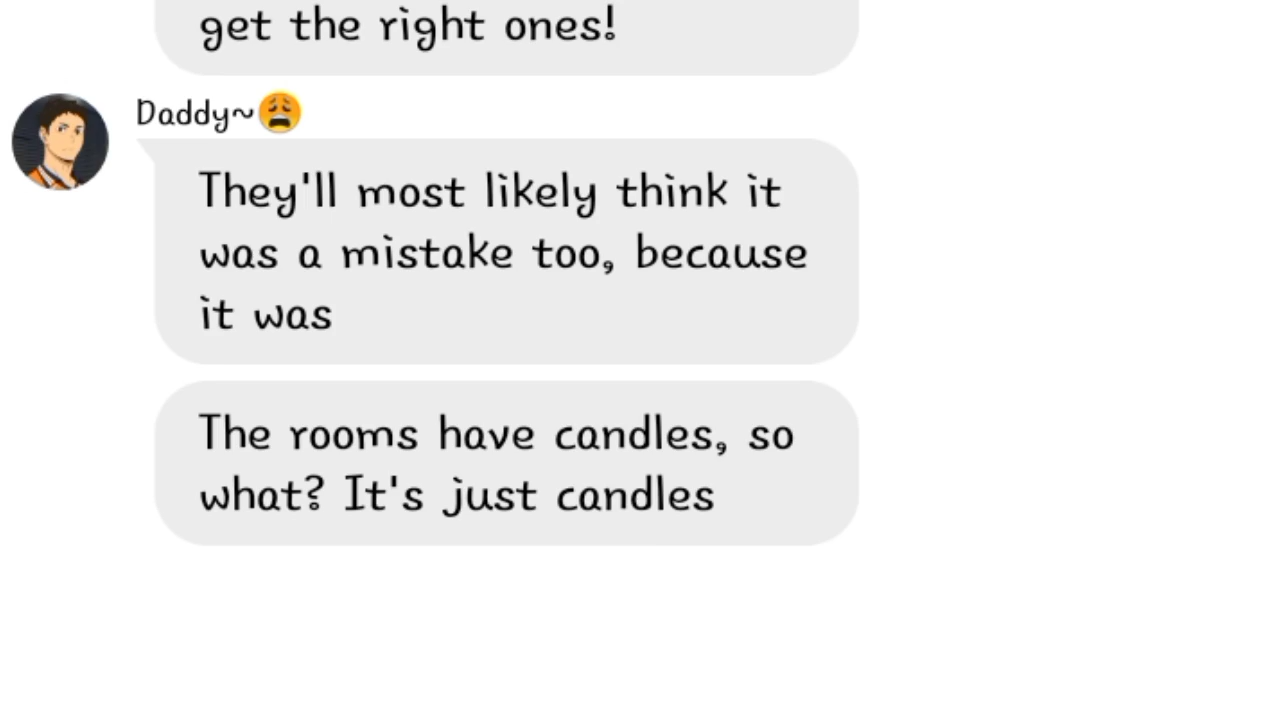 get the right ones!
Daddy~😩
They'll most likely think it
was a mistake too, because
it was
The rooms have candles, so
what? It's just candles